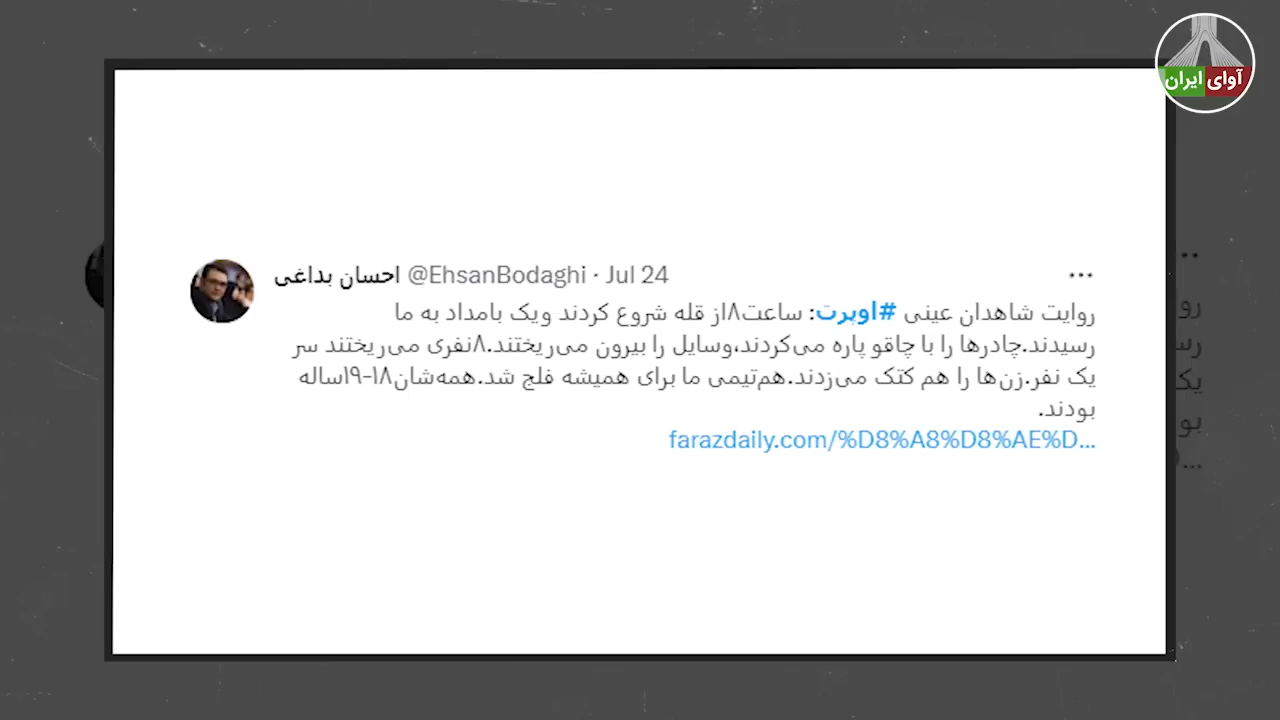 آوای ایران
احسان بداغی @EhsanBodaghi · Jul 24
روایت شاهدان عینی #اوبرت: ساعت۸از قله شروع کردند ویک بامداد به ما
رسیدند.چادرها را با چاقو پاره می‌کردند،وسایل را بیرون می‌ریختند.۸نفری می‌ریختند سر
یک نفر.زن‌ها را هم کتک می‌زدند.هم‌تیمی ما برای همیشه فلج شد.همه‌شان۱۸-۱۹ساله
بودند.
farazdaily.com/%D8%A8%D8%AE%D...